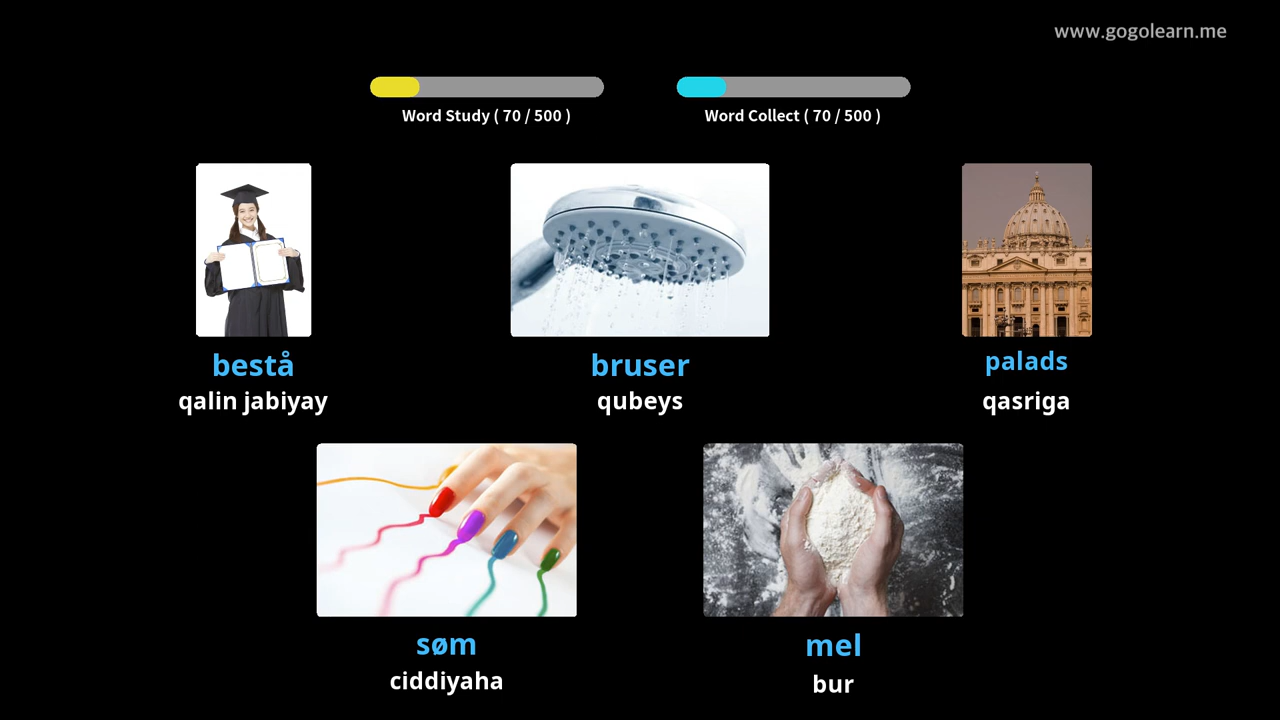 www.gogolearn.me
Word Study ( 70 / 500 )
Word Collect ( 70 / 500 )
bestå
qalin jabiyay
bruser
qubeys
palads
qasriga
søm
ciddiyaha
mel
bur